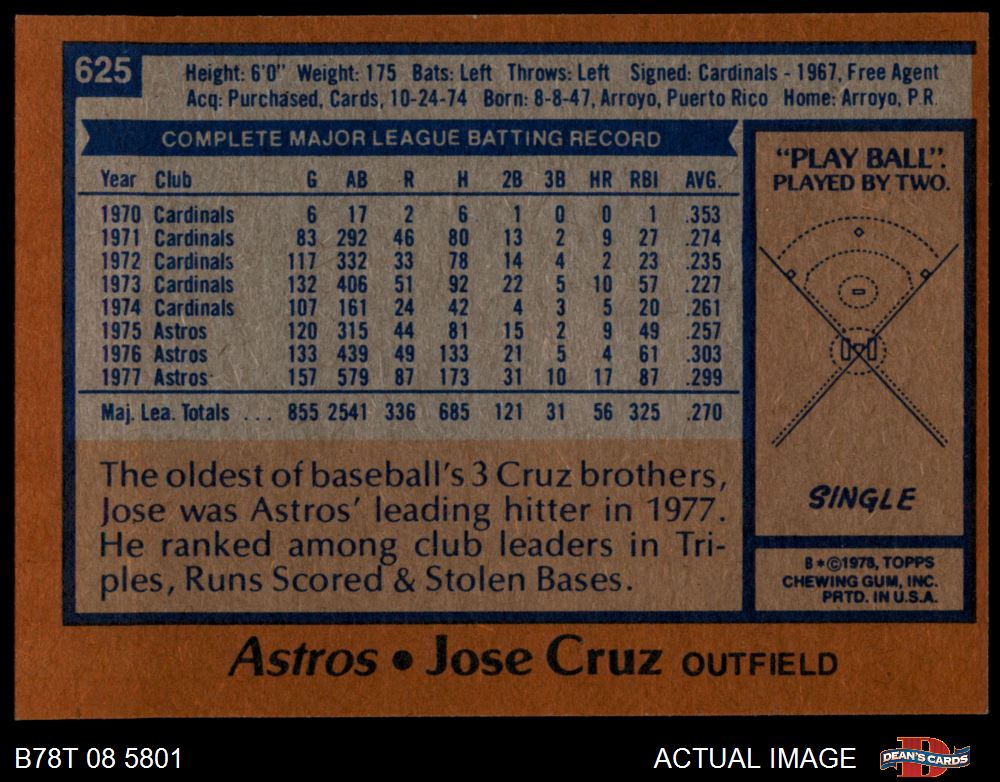 625
Height: 6'0" Weight: 175 Bats: Left Throws: Left Signed: Cardinals - 1967, Free Agent
Acq: Purchased, Cards, 10-24-74 Born: 8-8-47, Arroyo, Puerto Rico Home: Arroyo, P.R.
COMPLETE MAJOR LEAGUE BATTING RECORD
Year Club G AB R H 2B 3B HR RBI AVG.
1970 Cardinals 6 17 2 6 1 0 0 1 .353
1971 Cardinals 83 292 46 80 13 2 9 27 .274
1972 Cardinals 117 332 33 78 14 4 2 23 .235
1973 Cardinals 132 406 51 92 22 5 10 57 .227
1974 Cardinals 107 161 24 42 4 3 5 20 .261
1975 Astros 120 315 44 81 15 2 9 49 .257
1976 Astros 133 439 49 133 21 5 4 61 .303
1977 Astros 157 579 87 173 31 10 17 87 .299
Maj. Lea. Totals ... 855 2541 336 685 121 31 56 325 .270
The oldest of baseball's 3 Cruz brothers,
Jose was Astros' leading hitter in 1977.
He ranked among club leaders in Tri-
ples, Runs Scored & Stolen Bases.
"PLAY BALL".
PLAYED BY TWO.
SINGLE
B*©1978, TOPPS
CHEWING GUM, INC.
PRTD. IN U.S.A.
Astros • Jose Cruz OUTFIELD
B78T 08 5801
ACTUAL IMAGE
DEAN'S CARDS